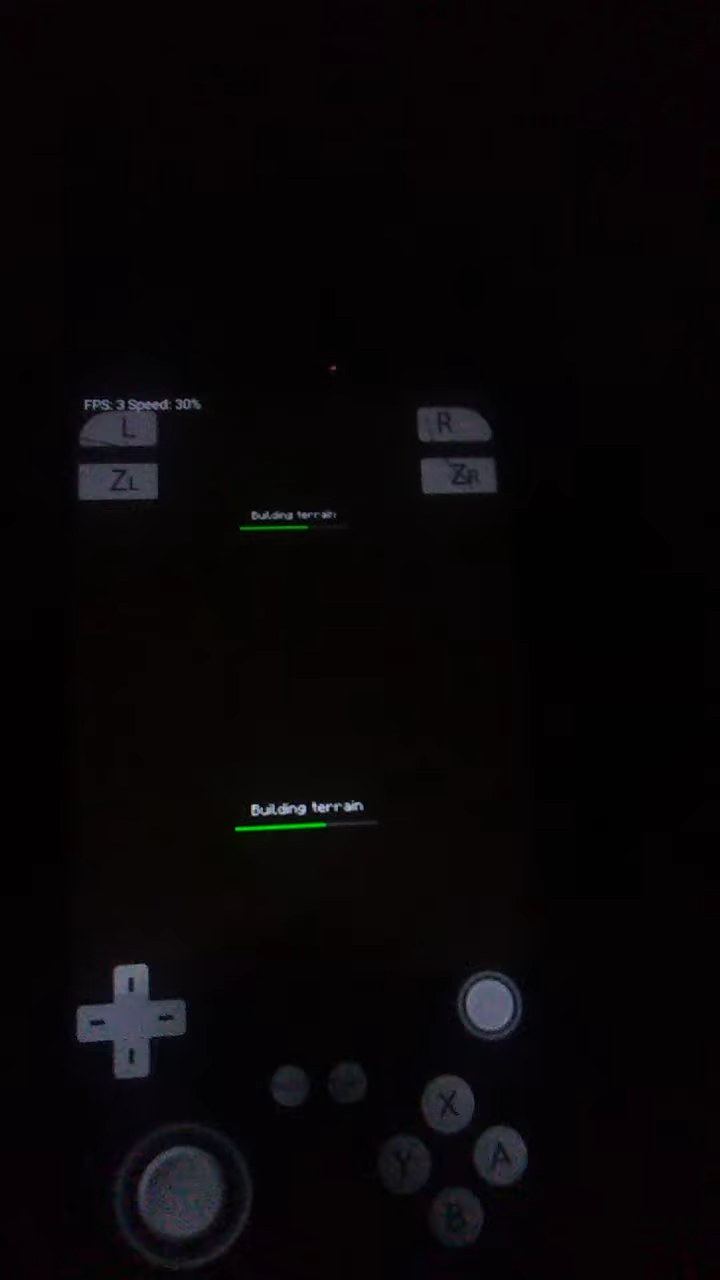 FPS: 3 Speed: 30%
L
R
ZL
ZR
Building terrain
Building terrain
X
Y
A
B